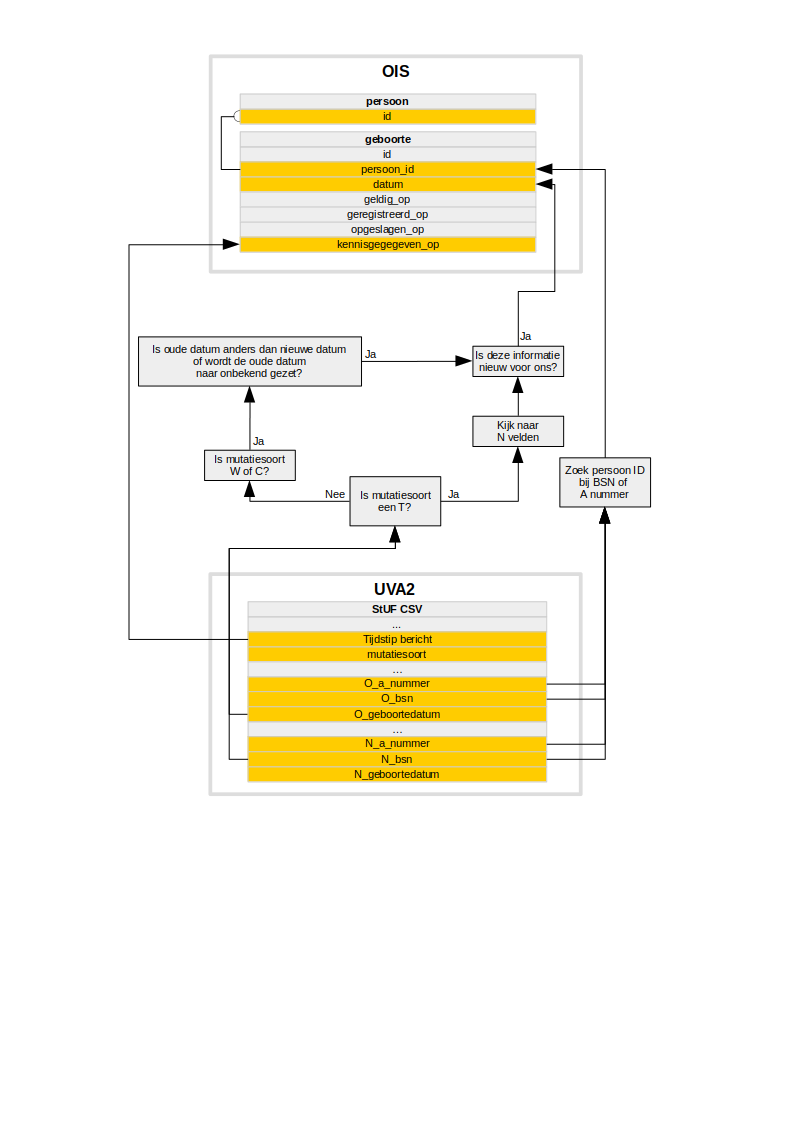 OIS
persoon
id
geboorte
id
persoon_id
datum
geldig_op
geregistreerd_op
opgeslagen_op
kennisgegegeven_op
Is oude datum anders dan nieuwe datum
of wordt de oude datum
naar onbekend gezet?
Ja
Is deze informatie
nieuw voor ons?
Ja
Kijk naar
N velden
Ja
Is mutatiesoort
W of C?
Zoek persoon ID
bij BSN of
A nummer
Nee
Is mutatiesoort
een T?
Ja
UVA2
StUF CSV
...
Tijdstip bericht
mutatiesoort
...
O_a_nummer
O_bsn
O_geboortedatum
...
N_a_nummer
N_bsn
N_geboortedatum